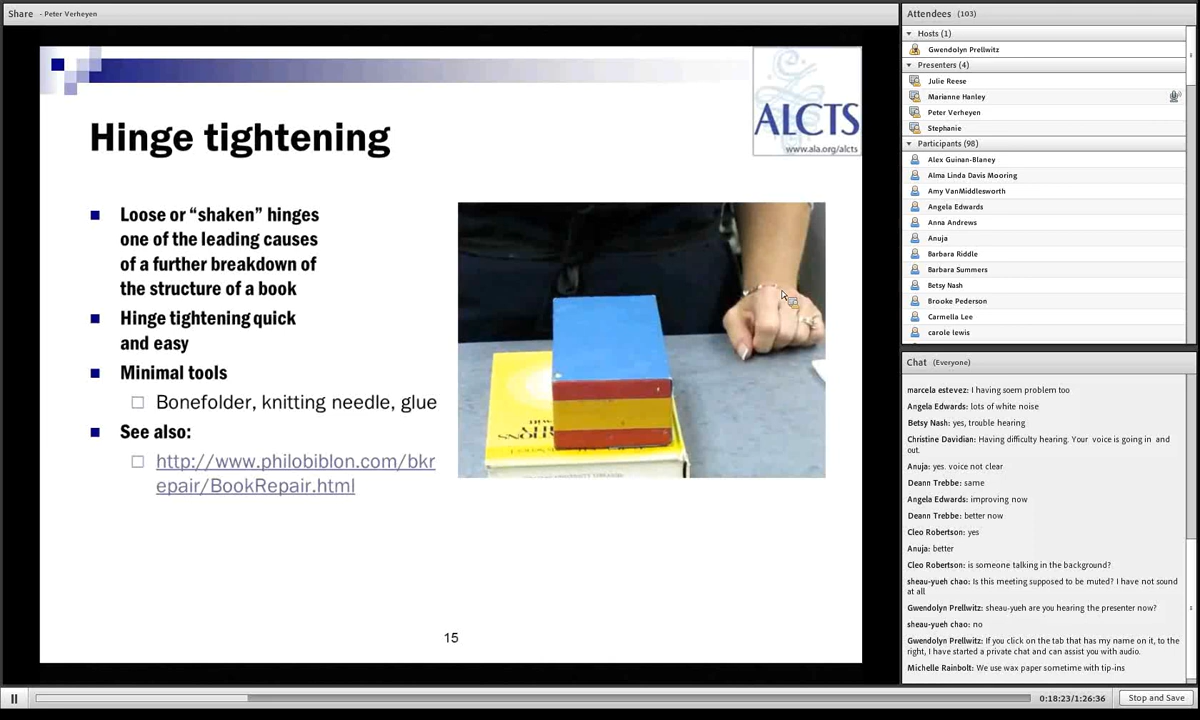 Share - Peter Verheyen
Hinge tightening
ALCTS
www.ala.org/alcts
Loose or “shaken” hinges
one of the leading causes
of a further breakdown of
the structure of a book
Hinge tightening quick
and easy
Minimal tools
Bonefolder, knitting needle, glue
See also:
http://www.philobiblon.com/bkr
epair/BookRepair.html
15
Attendees (103)
Hosts (1)
Gwendolyn Prellwitz
Presenters (4)
Julie Reese
Marianne Hanley
Peter Verheyen
Stephanie
Participants (98)
Alex Guinan-Blaney
Alma Linda Davis Mooring
Amy VanMiddlesworth
Angela Edwards
Anna Andrews
Anuja
Barbara Riddle
Barbara Summers
Betsy Nash
Brooke Pederson
Carmella Lee
carole lewis
Chat (Everyone)
marcela estevez: I having soem problem too
Angela Edwards: lots of white noise
Betsy Nash: yes, trouble hearing
Christine Davidian: Having difficulty hearing. Your voice is going in and
out.
Anuja: yes. voice not clear
Deann Trebbe: same
Angela Edwards: improving now
Deann Trebbe: better now
Cleo Robertson: yes
Anuja: better
Cleo Robertson: is someone talking in the background?
sheau-yueh chao: Is this meeting supposed to be muted? I have not sound
at all
Gwendolyn Prellwitz: sheau-yueh are you hearing the presenter now?
sheau-yueh chao: no
Gwendolyn Prellwitz: If you click on the tab that has my name on it, to the
right, I have started a private chat and can assist you with audio.
Michelle Rainbolt: We use wax paper sometime with tip-ins
0:18:23/1:26:36
Stop and Save